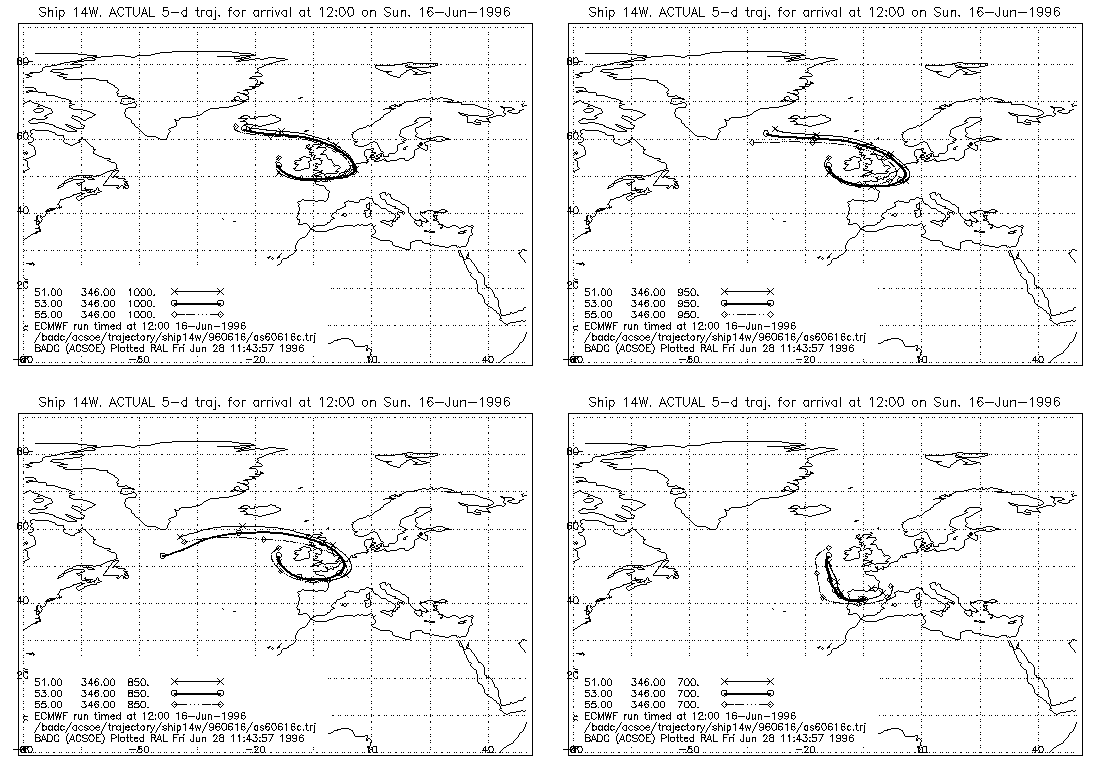 Ship 14W. ACTUAL 5-d traj. for arrival at 12:00 on Sun. 16-Jun-1996
80
60
40
20
51.00 346.00 1000.
53.00 346.00 1000.
55.00 346.00 1000.
ECMWF run timed at 12:00 16-Jun-1996
/badc/acsoe/trajectory/ship14w/960616/as60616c.trj
BADC (ACSOE) Plotted RAL Fri Jun 28 11:43:57 1996
-50 -20 10 40
Ship 14W. ACTUAL 5-d traj. for arrival at 12:00 on Sun. 16-Jun-1996
80
60
40
20
51.00 346.00 950.
53.00 346.00 950.
55.00 346.00 950.
ECMWF run timed at 12:00 16-Jun-1996
/badc/acsoe/trajectory/ship14w/960616/as60616c.trj
BADC (ACSOE) Plotted RAL Fri Jun 28 11:43:57 1996
-50 -20 10 40
Ship 14W. ACTUAL 5-d traj. for arrival at 12:00 on Sun. 16-Jun-1996
80
60
40
20
51.00 346.00 850.
53.00 346.00 850.
55.00 346.00 850.
ECMWF run timed at 12:00 16-Jun-1996
/badc/acsoe/trajectory/ship14w/960616/as60616c.trj
BADC (ACSOE) Plotted RAL Fri Jun 28 11:43:57 1996
-50 -20 10 40
Ship 14W. ACTUAL 5-d traj. for arrival at 12:00 on Sun. 16-Jun-1996
80
60
40
20
51.00 346.00 700.
53.00 346.00 700.
55.00 346.00 700.
ECMWF run timed at 12:00 16-Jun-1996
/badc/acsoe/trajectory/ship14w/960616/as60616c.trj
BADC (ACSOE) Plotted RAL Fri Jun 28 11:43:57 1996
-50 -20 10 40